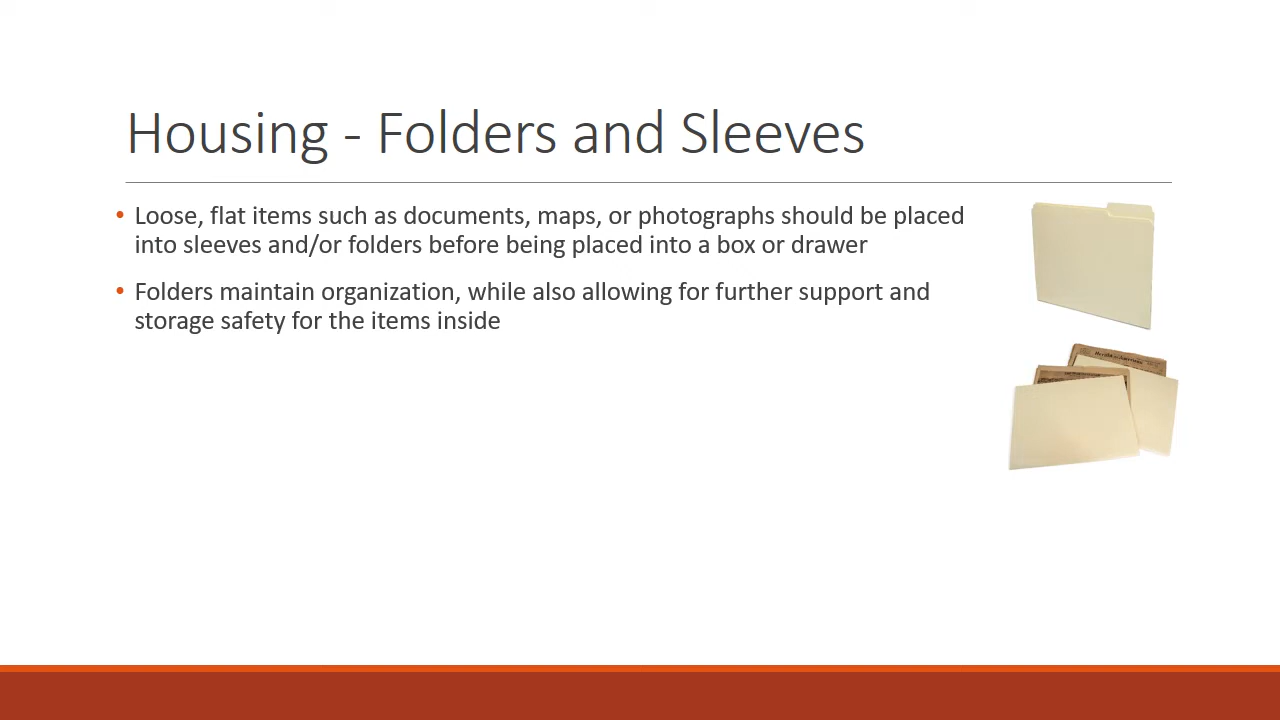 Housing - Folders and Sleeves
• Loose, flat items such as documents, maps, or photographs should be placed
into sleeves and/or folders before being placed into a box or drawer
• Folders maintain organization, while also allowing for further support and
storage safety for the items inside